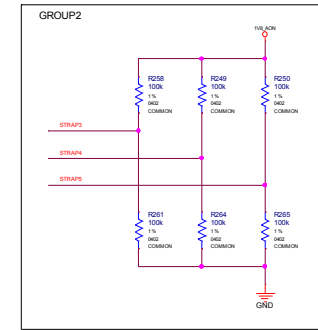 GROUP2
1V8_AON
R258
100k
1%
0402
COMMON
R249
100k
1%
0402
COMMON
R250
100k
1%
0402
COMMON
STRAP3
STRAP4
STRAP5
R261
100k
1%
0402
COMMON
R264
100k
1%
0402
COMMON
R265
100k
1%
0402
COMMON
GND